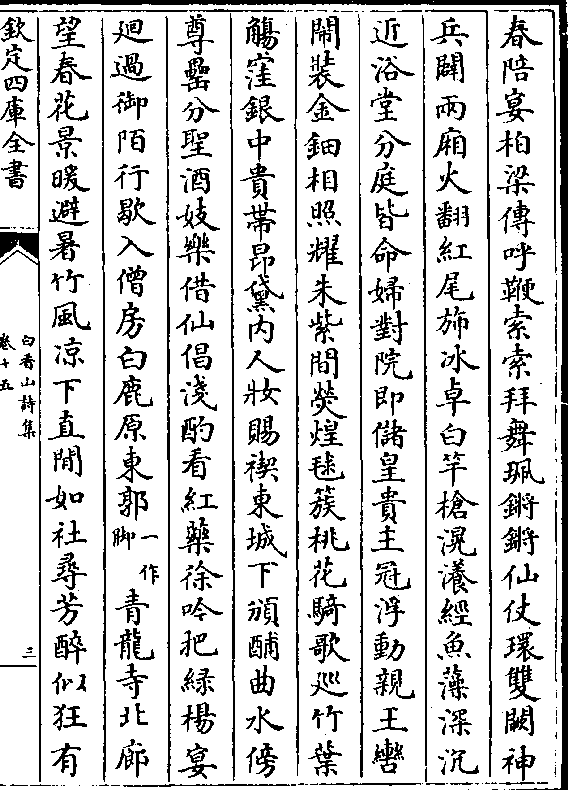 春陪宴柏梁傳呼鞭索索拜舞珮鏘鏘仙仗環雙闕神
兵闢兩廂火翻紅尾斾冰卓白竿槍滉瀁經魚藻深沉
近浴堂分庭皆命婦對院即儲皇貴主冠浮動親王轡
閙裝金鈿相照耀朱紫間熒煌毬簇桃花騎歌巡竹葉
觴窪銀中貴帶昂黛内人妝賜禊東城下頒酺曲水傍
尊罍分聖酒妓樂借仙倡淺酌看紅藥徐吟把緑楊宴
廻過御陌行歇入僧房白鹿原東郭一作脚青龍寺北廊
望春花景暖避暑竹風凉下直閒如社尋芳醉似狂有
欽定四庫全書
白香山詩集
卷十五
三